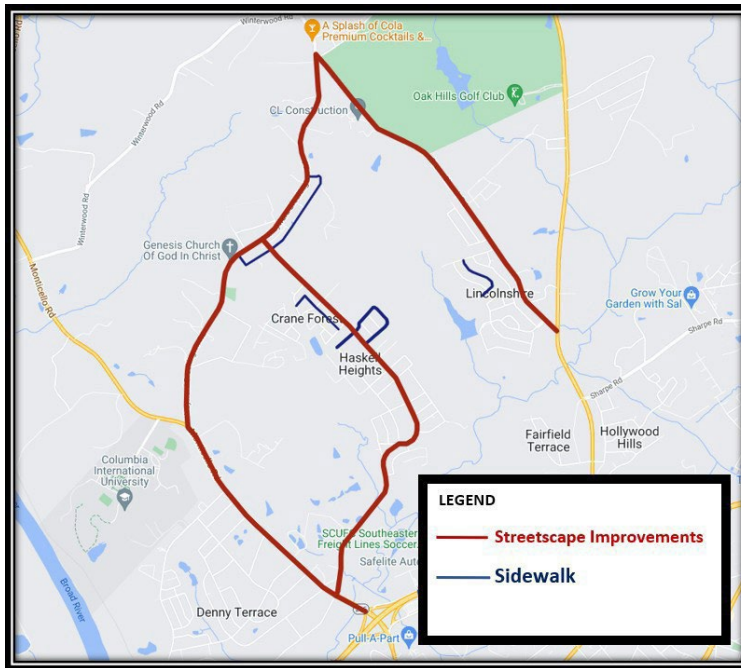 Winterwood Rd
A Splash of Cola
Premium Cocktails &...
Winterwood Rd
CL Construction
Oak Hills Golf Club
Winterwood Rd
Genesis Church
Of God In Christ
Monticello Rd
Lincolnshire
Grow Your
Garden with Sal
Crane Forest
Sharpe Rd
Haskell
Heights
Sharpe Rd
Fairfield
Terrace
Hollywood
Hills
Columbia
International
University
LEGEND
Streetscape Improvements
SCUFC Southeastern
Freight Lines Soccer
Safelite Auto
Sidewalk
Broad River
Denny Terrace
Pull-A-Part